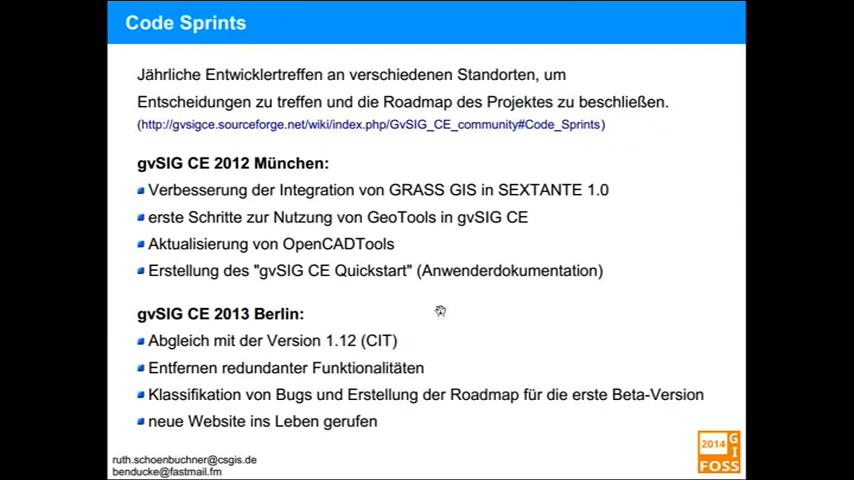 Code Sprints
Jährliche Entwicklertreffen an verschiedenen Standorten, um
Entscheidungen zu treffen und die Roadmap des Projektes zu beschließen.
(http://gvsigce.sourceforge.net/wiki/index.php/GvSIG_CE_community#Code_Sprints)
gvSIG CE 2012 München:
Verbesserung der Integration von GRASS GIS in SEXTANTE 1.0
erste Schritte zur Nutzung von GeoTools in gvSIG CE
Aktualisierung von OpenCADTools
Erstellung des "gvSIG CE Quickstart" (Anwenderdokumentation)
gvSIG CE 2013 Berlin:
Abgleich mit der Version 1.12 (CIT)
Entfernen redundanter Funktionalitäten
Klassifikation von Bugs und Erstellung der Roadmap für die erste Beta-Version
neue Website ins Leben gerufen
ruth.schoenbuchner@csgis.de
benducke@fastmail.fm
2014 GI
FOSS